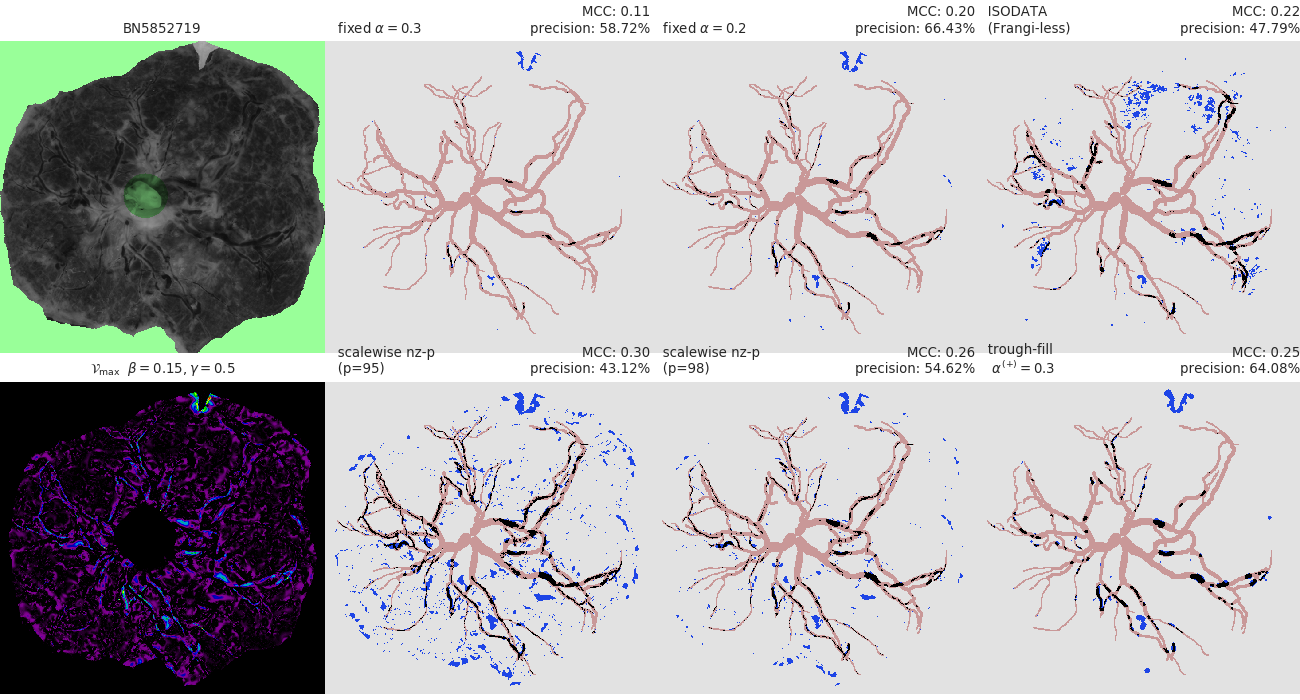 BN5852719
fixed α = 0.3
MCC: 0.11
precision: 58.72%
fixed α = 0.2
MCC: 0.20
precision: 66.43%
ISODATA
(Frangi-less)
MCC: 0.22
precision: 47.79%
𝒱max β = 0.15, γ = 0.5
scalewise nz-p
(p=95)
MCC: 0.30
precision: 43.12%
scalewise nz-p
(p=98)
MCC: 0.26
precision: 54.62%
trough-fill
α(+) = 0.3
MCC: 0.25
precision: 64.08%